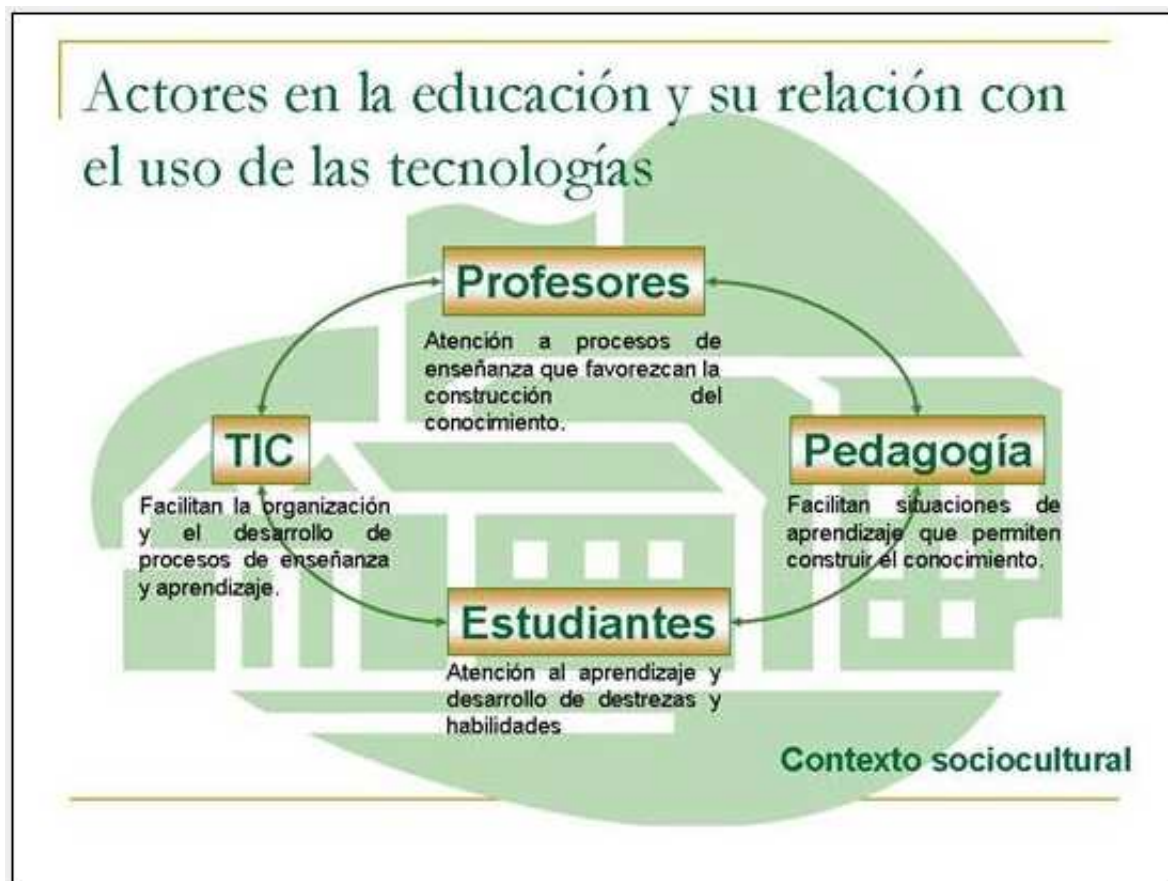 Actores en la educación y su relación con
el uso de las tecnologías
Profesores
Atención a procesos de
enseñanza que favorezcan la
construcción del
conocimiento.
TIC
Facilitan la organización
y el desarrollo de
procesos de enseñanza
y aprendizaje.
Pedagogía
Facilitan situaciones de
aprendizaje que permiten
construir el conocimiento.
Estudiantes
Atención al aprendizaje y
desarrollo de destrezas y
habilidades
Contexto sociocultural